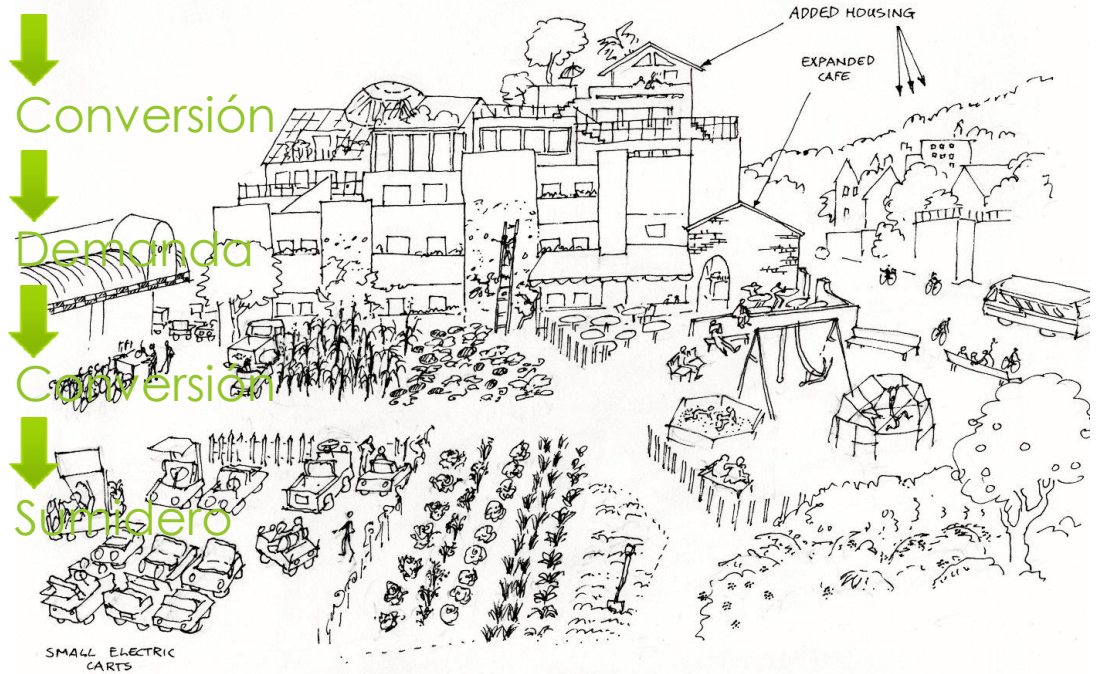 ADDED HOUSING
EXPANDED
CAFE
Conversión
Demanda
Conversión
Sumidero
SMALL ELECTRIC
CARTS